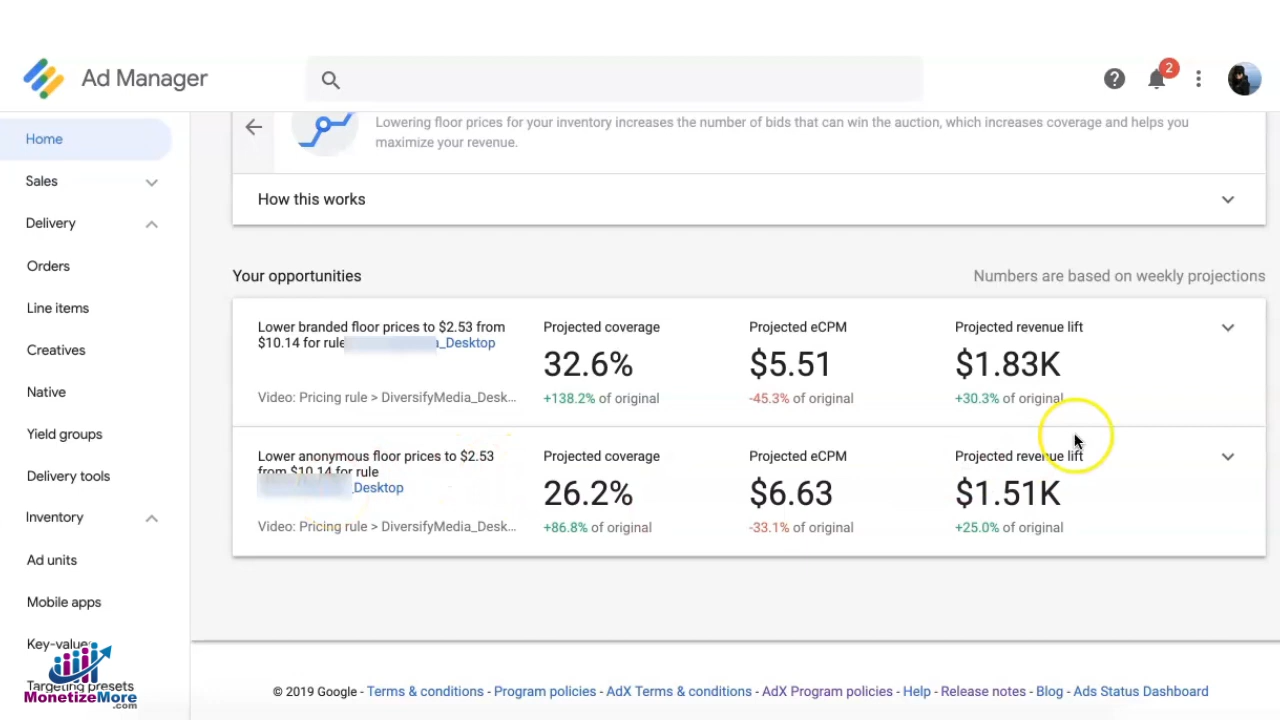 Ad Manager
2
Home
Sales
Delivery
Orders
Line items
Creatives
Native
Yield groups
Delivery tools
Inventory
Ad units
Mobile apps
Key-values
Targeting presets
MonetizeMore
.com
Lowering floor prices for your inventory increases the number of bids that can win the auction, which increases coverage and helps you
maximize your revenue.
How this works
Your opportunities
Numbers are based on weekly projections
Lower branded floor prices to $2.53 from
$10.14 for rule _Desktop
Video: Pricing rule > DiversifyMedia_Desk...
Projected coverage
32.6%
+138.2% of original
Projected eCPM
$5.51
-45.3% of original
Projected revenue lift
$1.83K
+30.3% of original
Lower anonymous floor prices to $2.53
from $10.14 for rule
_Desktop
Video: Pricing rule > DiversifyMedia_Desk...
Projected coverage
26.2%
+86.8% of original
Projected eCPM
$6.63
-33.1% of original
Projected revenue lift
$1.51K
+25.0% of original
© 2019 Google - Terms & conditions - Program policies - AdX Terms & conditions - AdX Program policies - Help - Release notes - Blog - Ads Status Dashboard